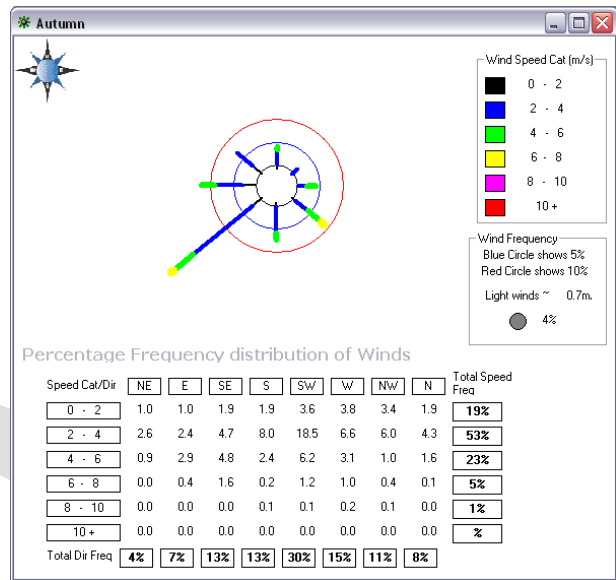 Autumn
Wind Speed Cat (m/s)
0 - 2
2 - 4
4 - 6
6 - 8
8 - 10
10 +
Wind Frequency
Blue Circle shows 5%
Red Circle shows 10%
Light winds ~ 0.7m.
4%
Percentage Frequency distribution of Winds
Speed Cat/Dir NE E SE S SW W NW N Total Speed Freq
0 - 2 1.0 1.0 1.9 1.9 3.6 3.8 3.4 1.9 19%
2 - 4 2.6 2.4 4.7 8.0 18.5 6.6 6.0 4.3 53%
4 - 6 0.9 2.9 4.8 2.4 6.2 3.1 1.0 1.6 23%
6 - 8 0.0 0.4 1.6 0.2 1.2 1.0 0.4 0.1 5%
8 - 10 0.0 0.0 0.0 0.1 0.1 0.2 0.1 0.0 1%
10 + 0.0 0.0 0.0 0.0 0.0 0.0 0.0 0.0 %
Total Dir Freq 4% 7% 13% 13% 30% 15% 11% 8%